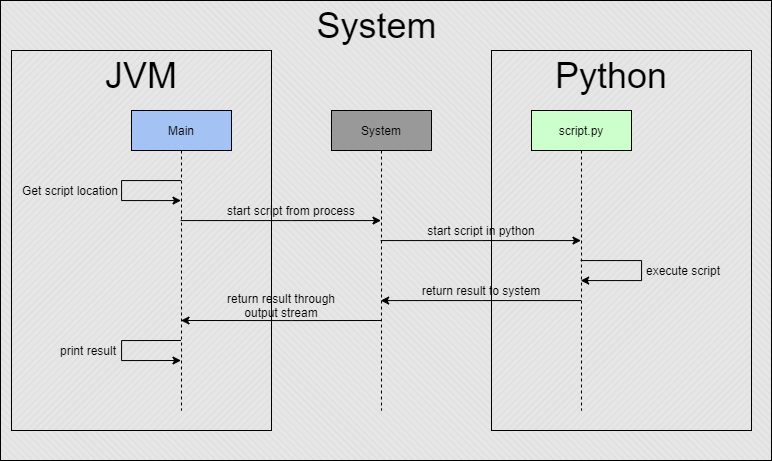 System
JVM
Python
Main
System
script.py
Get script location
start script from process
start script in python
execute script
return result to system
return result through
output stream
print result